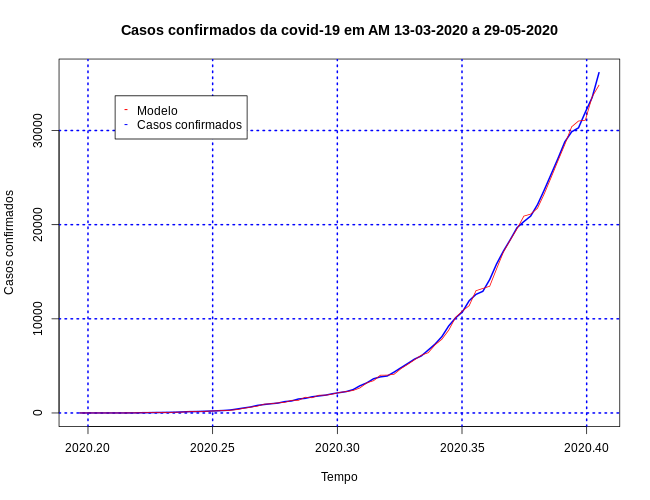 Casos confirmados da covid-19 em AM 13-03-2020 a 29-05-2020
Modelo
Casos confirmados
Casos confirmados
30000
20000
10000
0
2020.20 2020.25 2020.30 2020.35 2020.40
Tempo